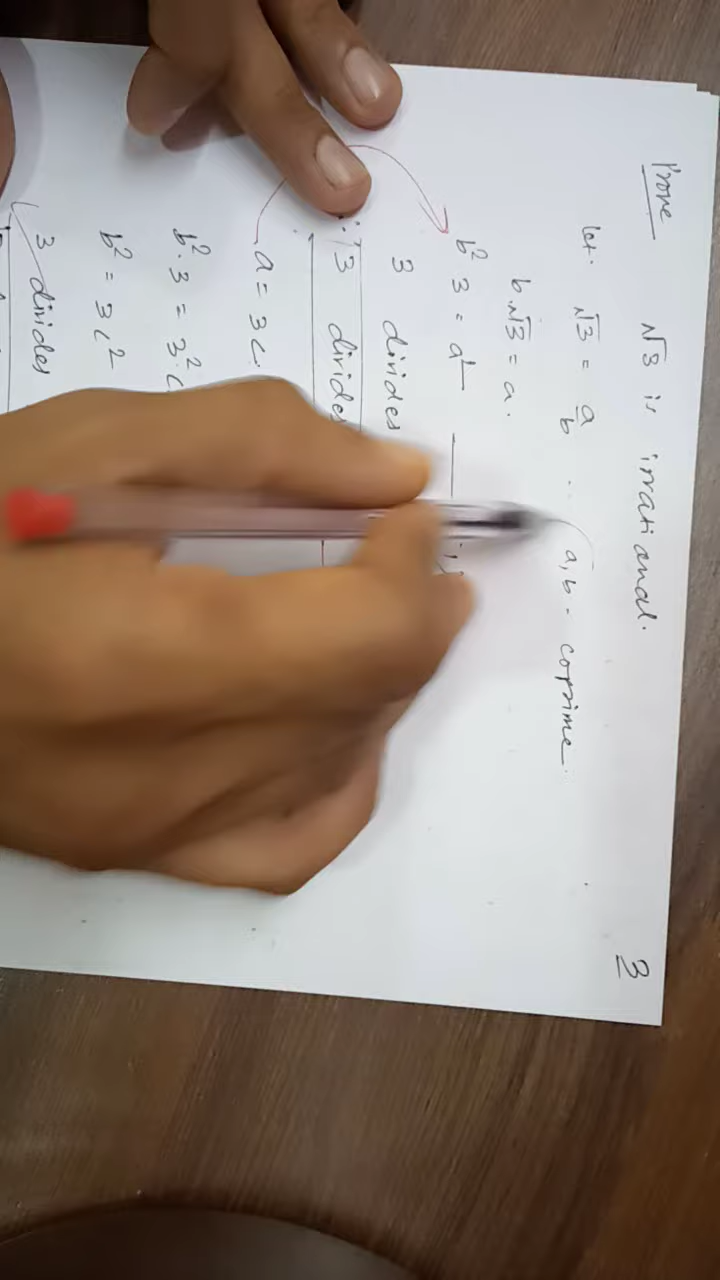 Prove √3 is irrational. 3
let. √3 = a/b a, b - coprime.
b√3 = a.
b² 3 = a²
3 divides
∴ 3 divides
a = 3c.
b². 3 = 3² c
b² = 3c²
3 divides